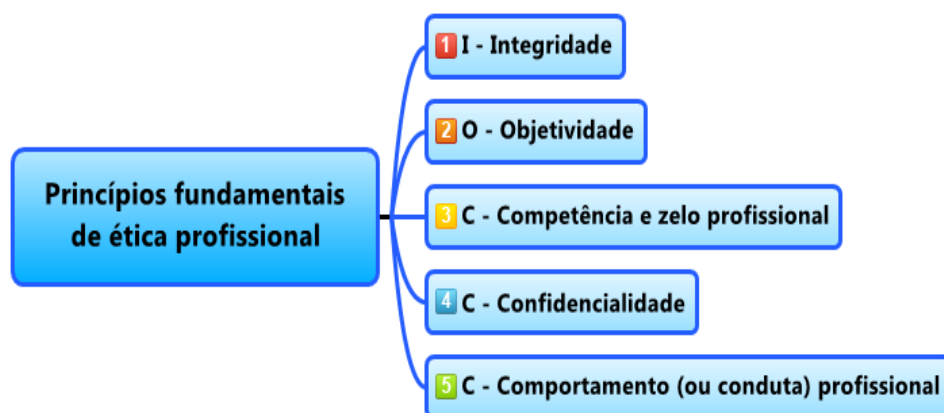 Princípios fundamentais
de ética profissional
1 I - Integridade
2 O - Objetividade
3 C - Competência e zelo profissional
4 C - Confidencialidade
5 C - Comportamento (ou conduta) profissional